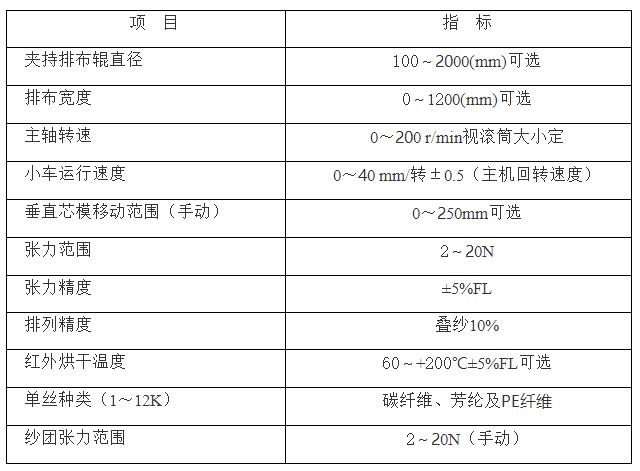 项 目 指 标
夹持排布辊直径 100～2000(mm)可选
排布宽度 0～1200(mm)可选
主轴转速 0～200 r/min视滚筒大小定
小车运行速度 0～40 mm/转±0.5（主机回转速度）
垂直芯模移动范围（手动） 0～250mm可选
张力范围 2～20N
张力精度 ±5%FL
排列精度 叠纱10%
红外烘干温度 60～+200℃±5%FL可选
单丝种类（1～12K） 碳纤维、芳纶及PE纤维
纱团张力范围 2～20N（手动）